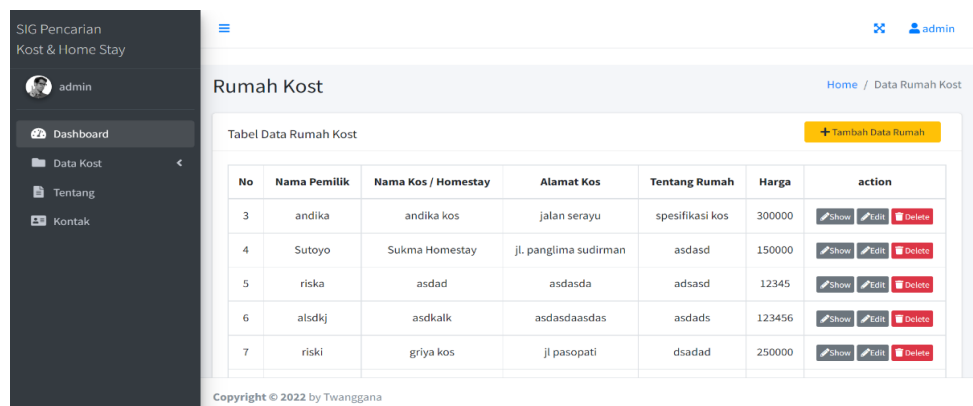 SIG Pencarian
Kost & Home Stay
admin
Dashboard
Data Kost
Tentang
Kontak
admin
Rumah Kost
Home / Data Rumah Kost
Tabel Data Rumah Kost
Tambah Data Rumah
No Nama Pemilik Nama Kos / Homestay Alamat Kos Tentang Rumah Harga action
3 andika andika kos jalan serayu spesifikasi kos 300000 Show Edit Delete
4 Sutoyo Sukma Homestay jl. panglima sudirman asdasd 150000 Show Edit Delete
5 riska asdad asdasda adsasd 12345 Show Edit Delete
6 alsdkj asdkalk asdasdaasdas asdads 123456 Show Edit Delete
7 riski griya kos jl pasopati dsadad 250000 Show Edit Delete
Copyright © 2022 by Twanggana